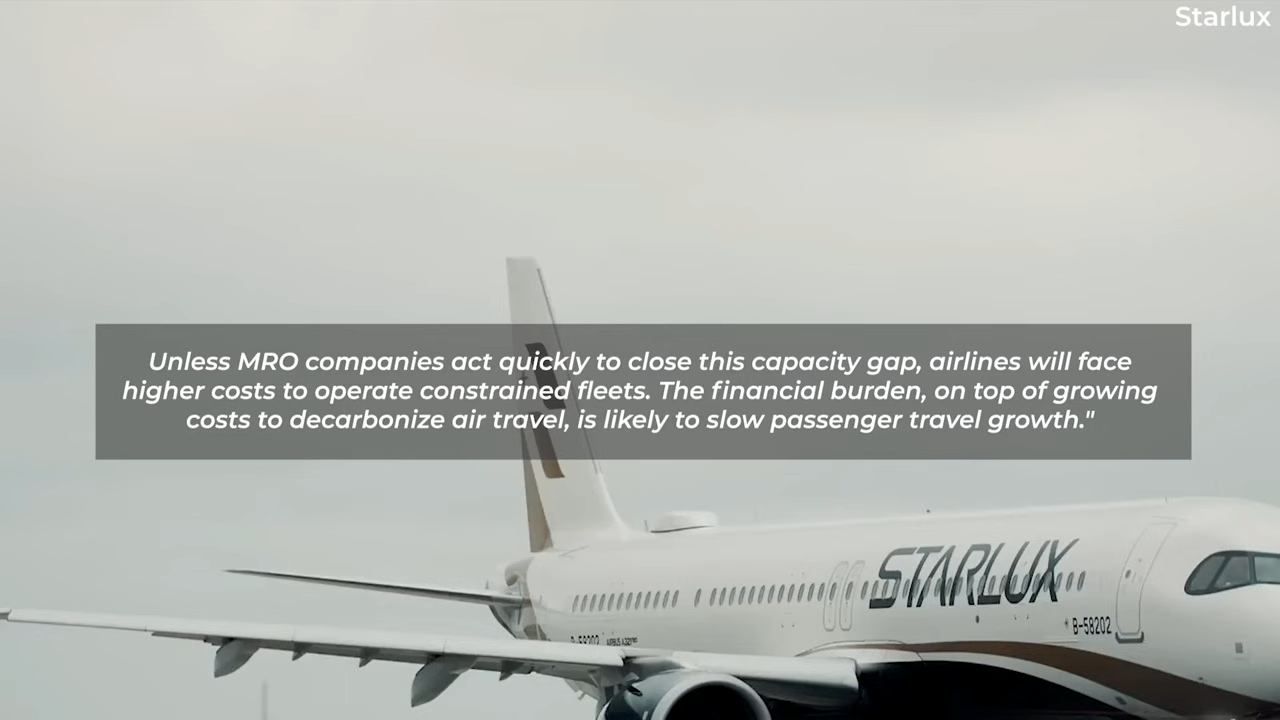 Starlux
Unless MRO companies act quickly to close this capacity gap, airlines will face
higher costs to operate constrained fleets. The financial burden, on top of growing
costs to decarbonize air travel, is likely to slow passenger travel growth."
STARLUX
B-58202
B-58202